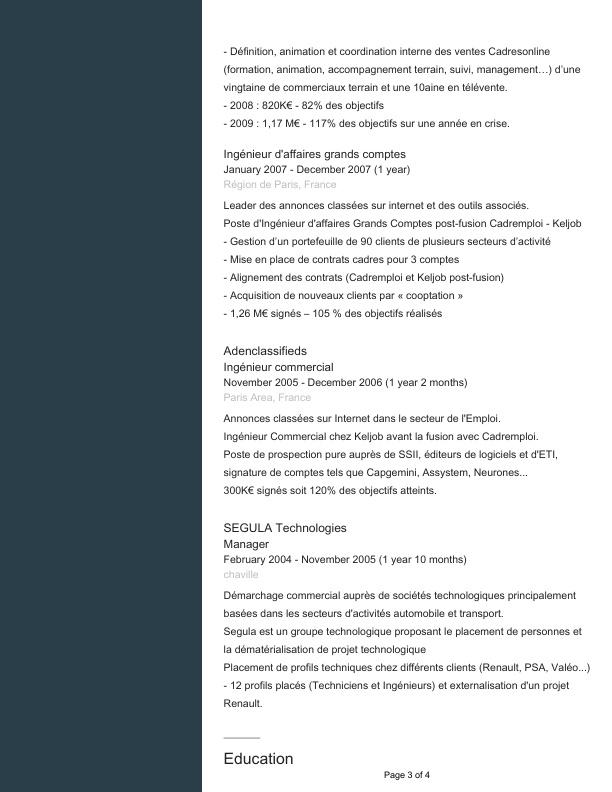 - Définition, animation et coordination interne des ventes Cadresonline
(formation, animation, accompagnement terrain, suivi, management…) d’une
vingtaine de commerciaux terrain et une 10aine en télévente.
- 2008 : 820K€ - 82% des objectifs
- 2009 : 1,17 M€ - 117% des objectifs sur une année en crise.
Ingénieur d'affaires grands comptes
January 2007 - December 2007 (1 year)
Région de Paris, France
Leader des annonces classées sur internet et des outils associés.
Poste d'Ingénieur d'affaires Grands Comptes post-fusion Cadremploi - Keljob
- Gestion d’un portefeuille de 90 clients de plusieurs secteurs d’activité
- Mise en place de contrats cadres pour 3 comptes
- Alignement des contrats (Cadremploi et Keljob post-fusion)
- Acquisition de nouveaux clients par « cooptation »
- 1,26 M€ signés – 105 % des objectifs réalisés
Adenclassifieds
Ingénieur commercial
November 2005 - December 2006 (1 year 2 months)
Paris Area, France
Annonces classées sur Internet dans le secteur de l'Emploi.
Ingénieur Commercial chez Keljob avant la fusion avec Cadremploi.
Poste de prospection pure auprès de SSII, éditeurs de logiciels et d'ETI,
signature de comptes tels que Capgemini, Assystem, Neurones...
300K€ signés soit 120% des objectifs atteints.
SEGULA Technologies
Manager
February 2004 - November 2005 (1 year 10 months)
chaville
Démarchage commercial auprès de sociétés technologiques principalement
basées dans les secteurs d'activités automobile et transport.
Segula est un groupe technologique proposant le placement de personnes et
la dématérialisation de projet technologique
Placement de profils techniques chez différents clients (Renault, PSA, Valéo...)
- 12 profils placés (Techniciens et Ingénieurs) et externalisation d'un projet
Renault.
Education
Page 3 of 4